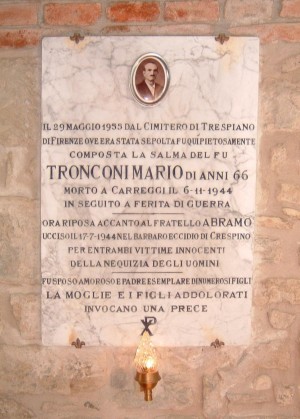 IL 29 MAGGIO 1955 DAL CIMITERO DI TRESPIANO
DI FIRENZE OVE ERA STATA SEPOLTA FU QUI PIETOSAMENTE
COMPOSTA LA SALMA DEL FU
TRONCONI MARIO DI ANNI 66
MORTO A CAREGGI IL 6-11-1944
IN SEGUITO A FERITA DI GUERRA
ORA RIPOSA ACCANTO AL FRATELLO ABRAMO
UCCISO IL 17-7-1944 NEL BARBARO ECCIDIO DI CRESPINO
PER ENTRAMBI VITTIME INNOCENTI
DELLA NEQUIZIA DEGLI UOMINI
FU SPOSO AMOROSO E PADRE ESEMPLARE DI NUMEROSI FIGLI
LA MOGLIE E I FIGLI ADDOLORATI
INVOCANO UNA PRECE